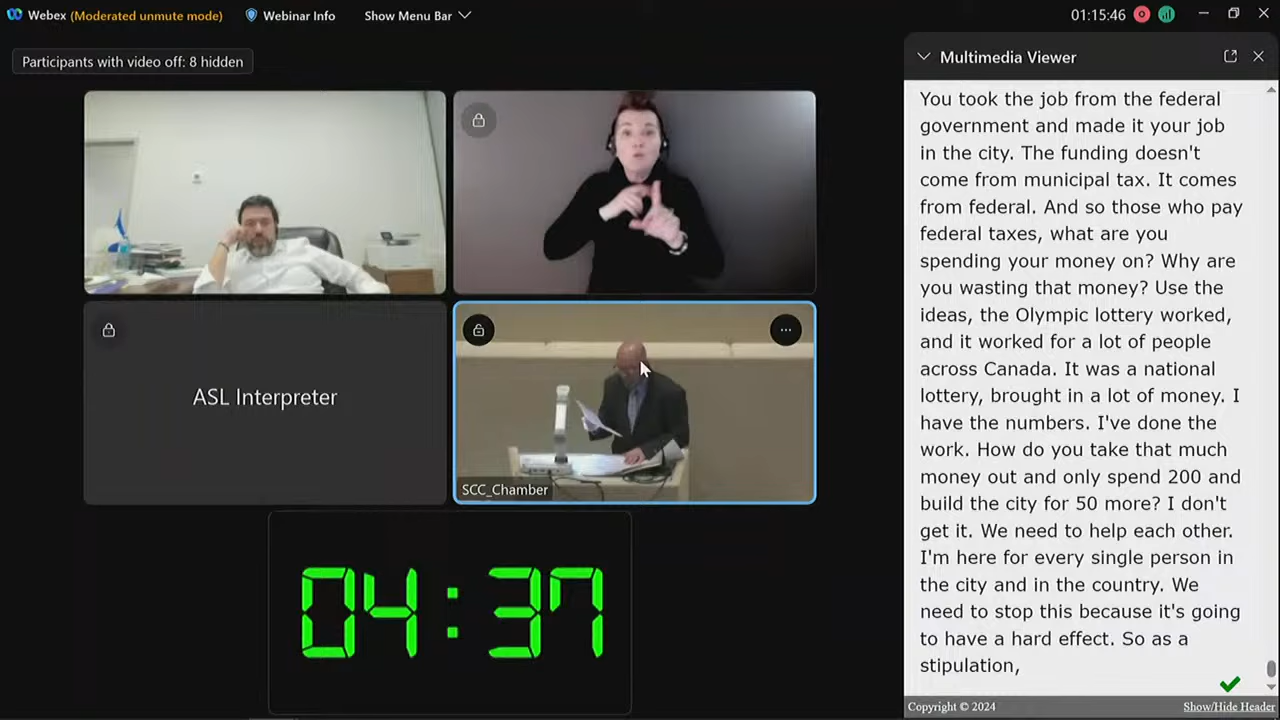 Webex (Moderated unmute mode)
Webinar Info
Show Menu Bar
01:15:46
Participants with video off: 8 hidden
ASL Interpreter
SCC_Chamber
04:37
Multimedia Viewer
You took the job from the federal
government and made it your job
in the city. The funding doesn't
come from municipal tax. It comes
from federal. And so those who pay
federal taxes, what are you
spending your money on? Why are
you wasting that money? Use the
ideas, the Olympic lottery worked,
and it worked for a lot of people
across Canada. It was a national
lottery, brought in a lot of money. I
have the numbers. I've done the
work. How do you take that much
money out and only spend 200 and
build the city for 50 more? I don't
get it. We need to help each other.
I'm here for every single person in
the city and in the country. We
need to stop this because it's going
to have a hard effect. So as a
stipulation,
Copyright © 2024
Show/Hide Header